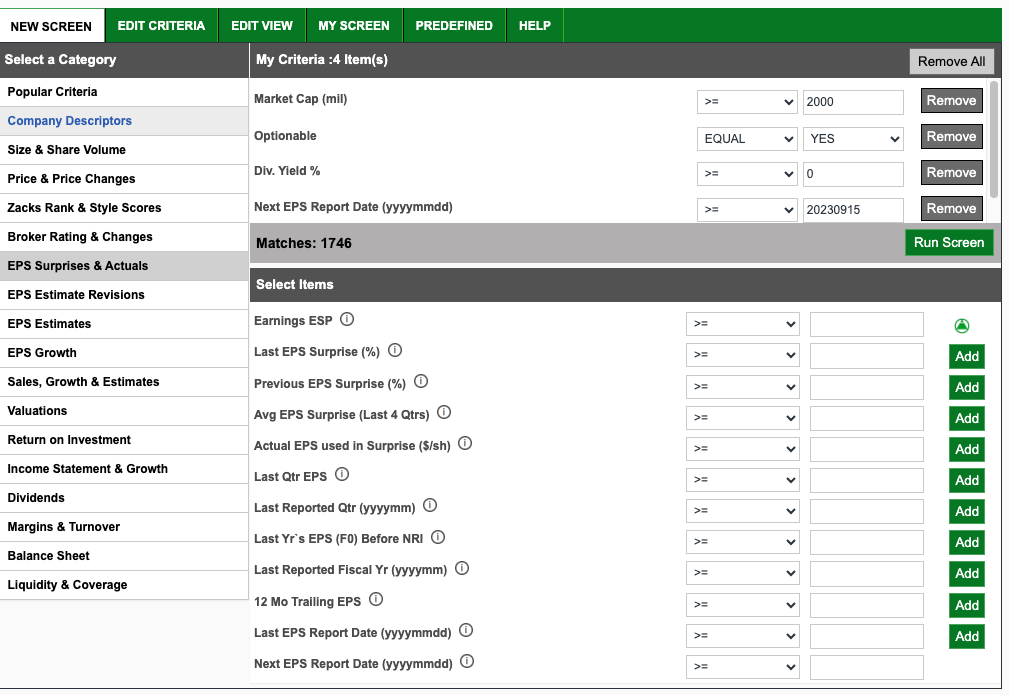 NEW SCREEN EDIT CRITERIA EDIT VIEW MY SCREEN PREDEFINED HELP
Select a Category
Popular Criteria
Company Descriptors
Size & Share Volume
Price & Price Changes
Zacks Rank & Style Scores
Broker Rating & Changes
EPS Surprises & Actuals
EPS Estimate Revisions
EPS Estimates
EPS Growth
Sales, Growth & Estimates
Valuations
Return on Investment
Income Statement & Growth
Dividends
Margins & Turnover
Balance Sheet
Liquidity & Coverage
My Criteria :4 Item(s) Remove All
Market Cap (mil) >= 2000 Remove
Optionable EQUAL YES Remove
Div. Yield % >= 0 Remove
Next EPS Report Date (yyyymmdd) >= 20230915 Remove
Matches: 1746 Run Screen
Select Items
Earnings ESP >=
Last EPS Surprise (%) >= Add
Previous EPS Surprise (%) >= Add
Avg EPS Surprise (Last 4 Qtrs) >= Add
Actual EPS used in Surprise ($/sh) >= Add
Last Qtr EPS >= Add
Last Reported Qtr (yyyymm) >= Add
Last Yr`s EPS (F0) Before NRI >= Add
Last Reported Fiscal Yr (yyyymm) >= Add
12 Mo Trailing EPS >= Add
Last EPS Report Date (yyyymmdd) >= Add
Next EPS Report Date (yyyymmdd) >=